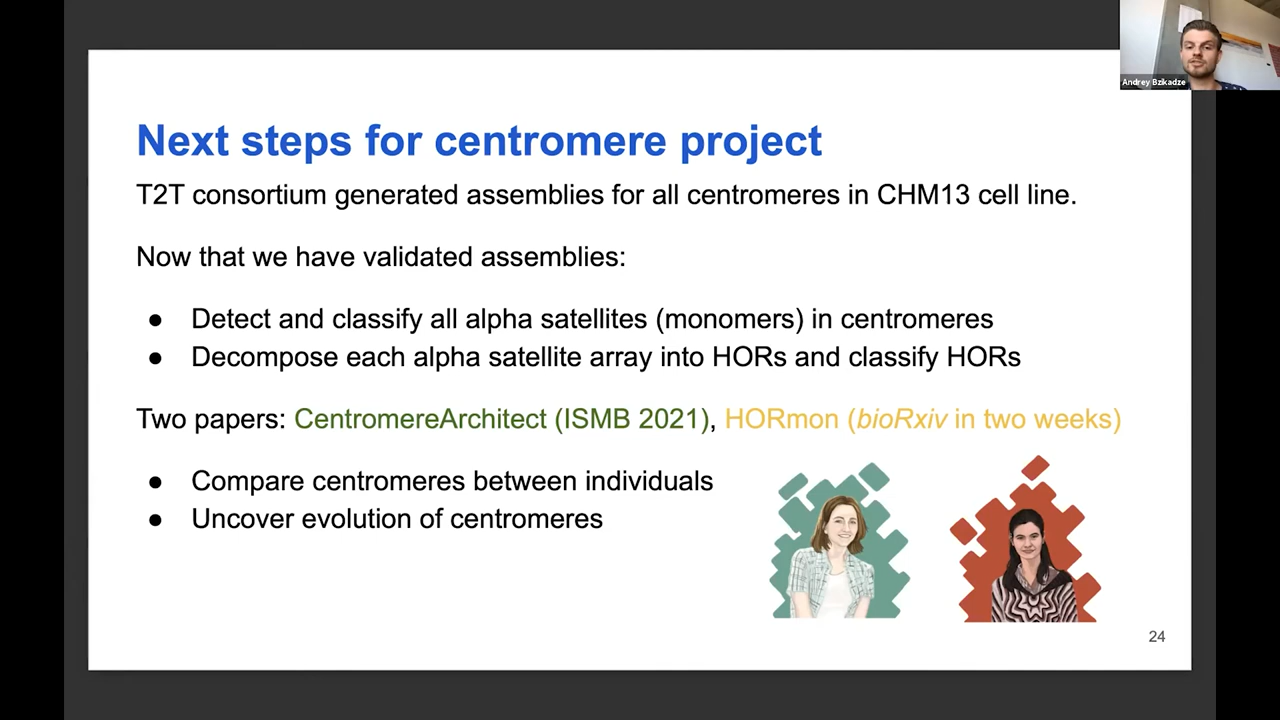 Andrey Bzikadze
Next steps for centromere project
T2T consortium generated assemblies for all centromeres in CHM13 cell line.
Now that we have validated assemblies:
● Detect and classify all alpha satellites (monomers) in centromeres
● Decompose each alpha satellite array into HORs and classify HORs
Two papers: CentromereArchitect (ISMB 2021), HORmon (bioRxiv in two weeks)
● Compare centromeres between individuals
● Uncover evolution of centromeres
24